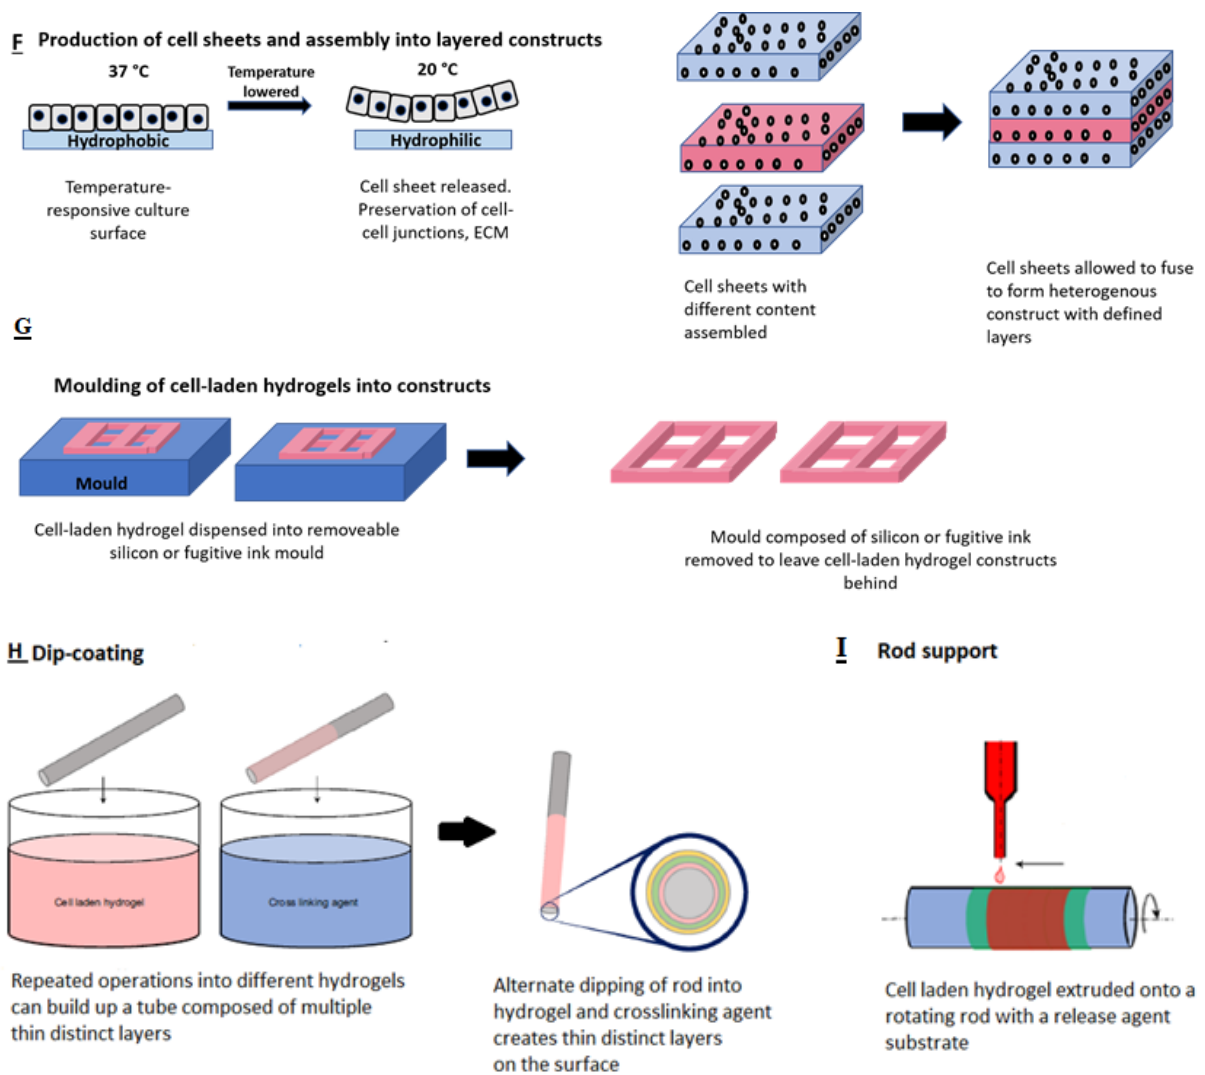 F Production of cell sheets and assembly into layered constructs
37 °C
Temperature
lowered
20 °C
Hydrophobic
Hydrophilic
Temperature-
responsive culture
surface
Cell sheet released.
Preservation of cell-
cell junctions, ECM
Cell sheets with
different content
assembled
Cell sheets allowed to fuse
to form heterogenous
construct with defined
layers
G
Moulding of cell-laden hydrogels into constructs
Mould
Cell-laden hydrogel dispensed into removeable
silicon or fugitive ink mould
Mould composed of silicon or fugitive ink
removed to leave cell-laden hydrogel constructs
behind
H Dip-coating
Cell laden hydrogel
Cross linking agent
Repeated operations into different hydrogels
can build up a tube composed of multiple
thin distinct layers
Alternate dipping of rod into
hydrogel and crosslinking agent
creates thin distinct layers
on the surface
I Rod support
Cell laden hydrogel extruded onto a
rotating rod with a release agent
substrate